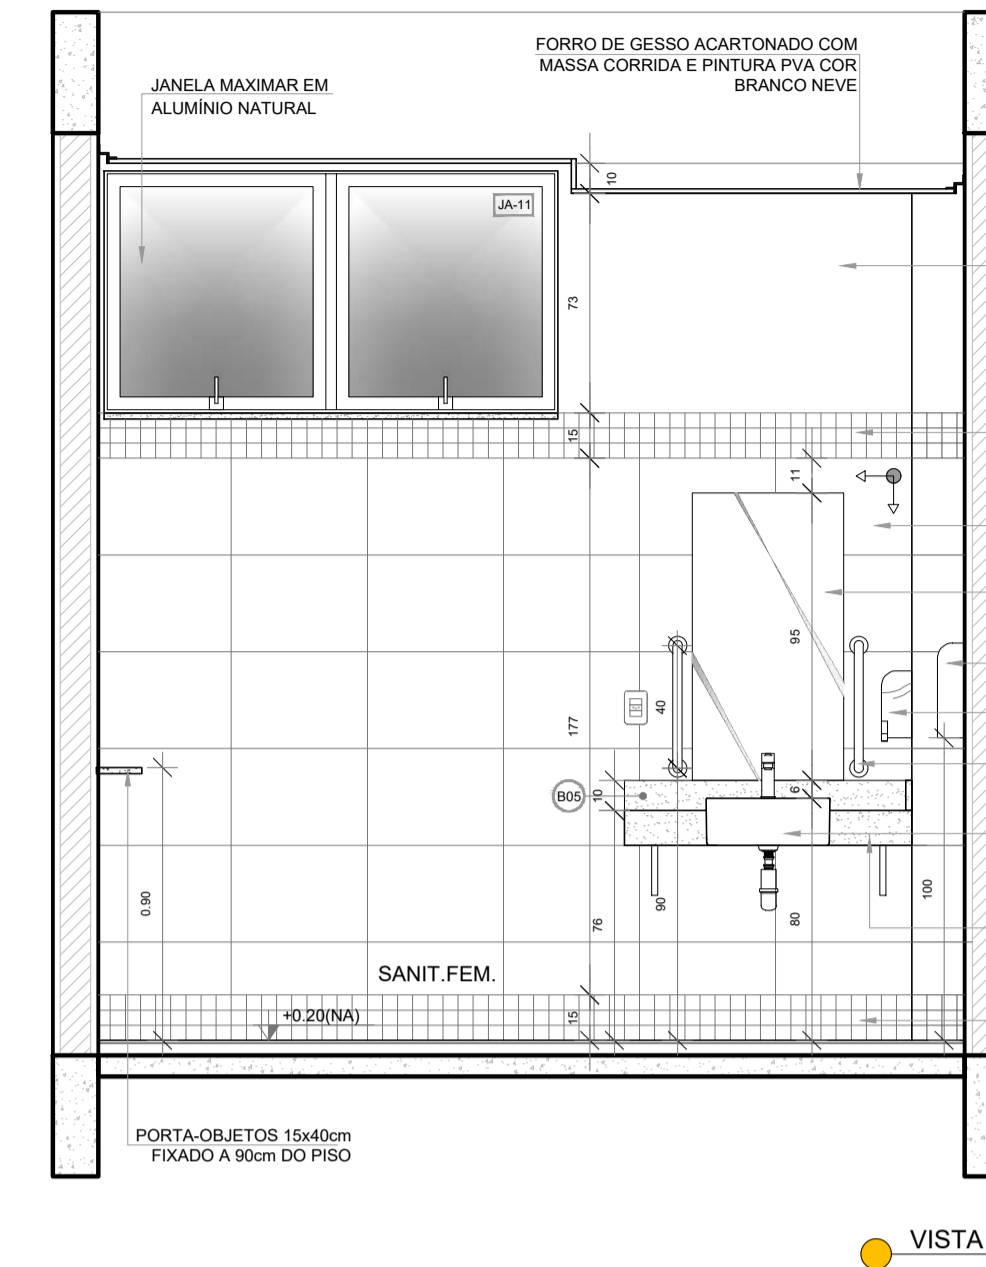 FORRO DE GESSO ACARTONADO COM
MASSA CORRIDA E PINTURA PVA COR
BRANCO NEVE
JANELA MAXIMAR EM
ALUMÍNIO NATURAL
10
JA-11
73
15
11
95
40
177
B05
10
6
0.90
90
76
80
100
SANIT.FEM.
+0.20(NA)
15
PORTA-OBJETOS 15x40cm
FIXADO A 90cm DO PISO
VISTA